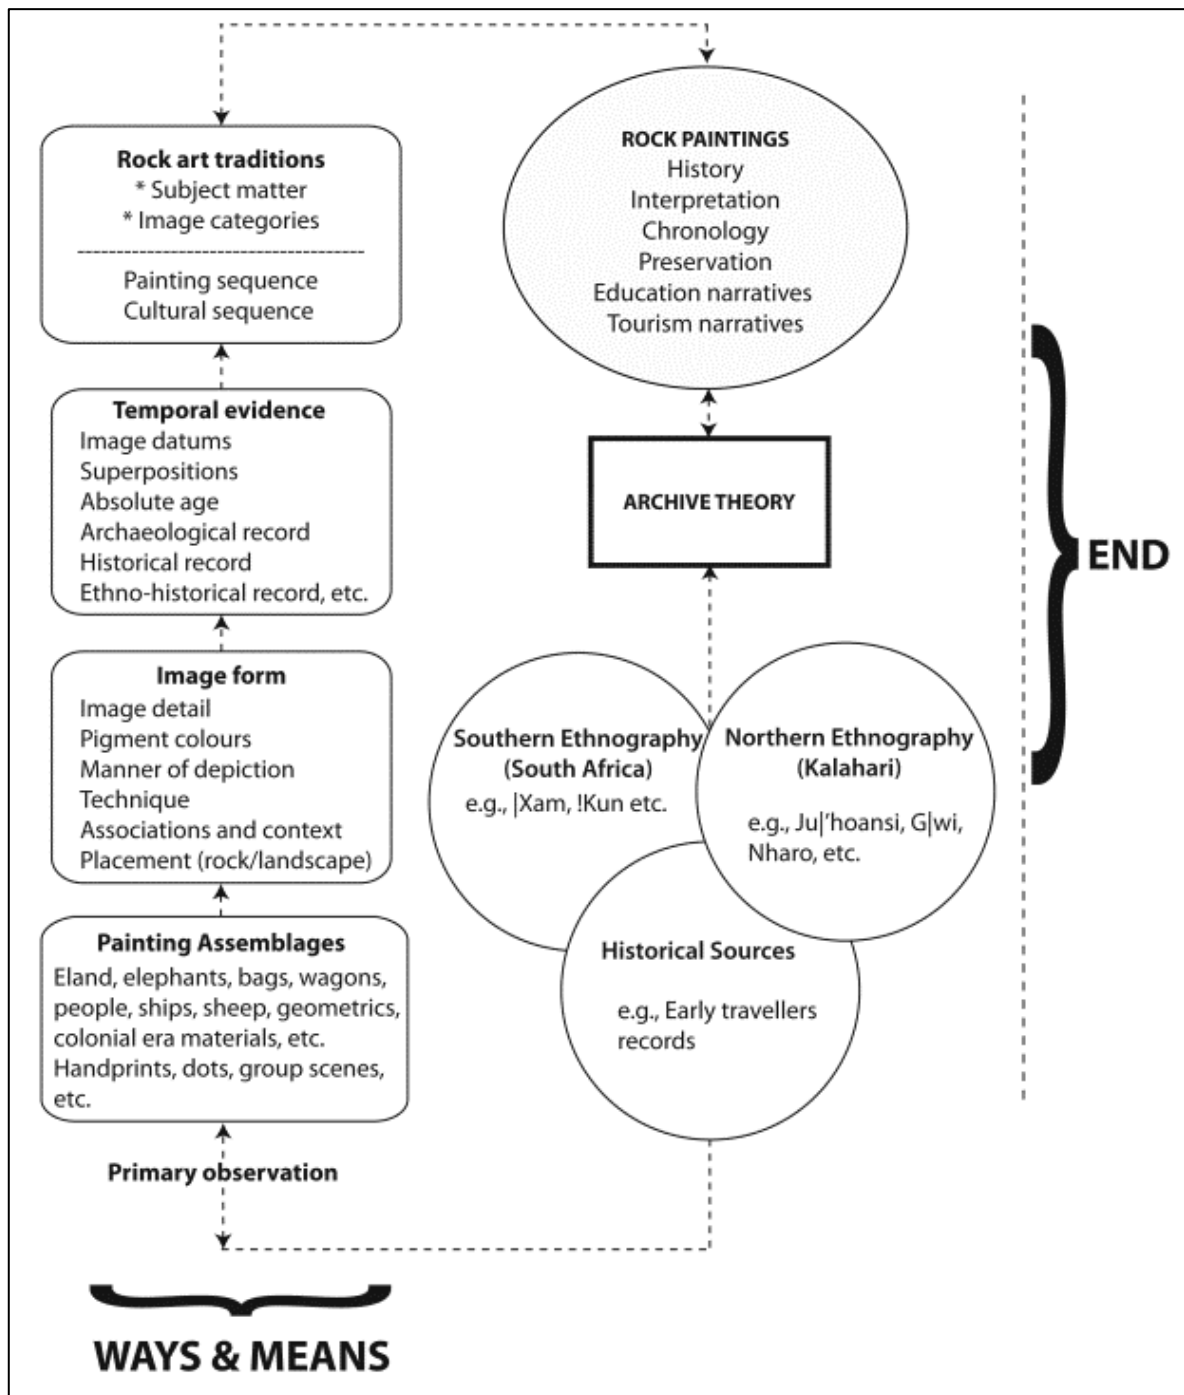 Rock art traditions
* Subject matter
* Image categories
Painting sequence
Cultural sequence
Temporal evidence
Image datums
Superpositions
Absolute age
Archaeological record
Historical record
Ethno-historical record, etc.
Image form
Image detail
Pigment colours
Manner of depiction
Technique
Associations and context
Placement (rock/landscape)
Painting Assemblages
Eland, elephants, bags, wagons,
people, ships, sheep, geometrics,
colonial era materials, etc.
Handprints, dots, group scenes,
etc.
Primary observation
WAYS & MEANS
ROCK PAINTINGS
History
Interpretation
Chronology
Preservation
Education narratives
Tourism narratives
ARCHIVE THEORY
Southern Ethnography
(South Africa)
e.g., |Xam, !Kun etc.
Northern Ethnography
(Kalahari)
e.g., Ju|'hoansi, G|wi,
Nharo, etc.
Historical Sources
e.g., Early travellers
records
END